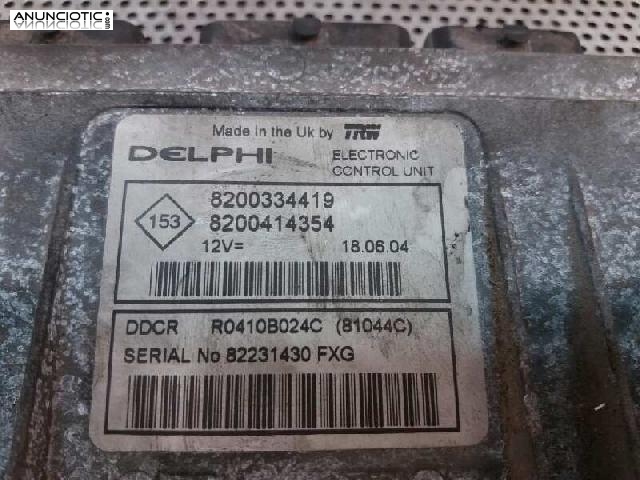 ANUNCIOTIC.com
Made in the Uk by TRW
DELPHI ELECTRONIC
CONTROL UNIT
153
8200334419
8200414354
12V= 18.06.04
DDCR R0410B024C (81044C)
SERIAL No 82231430 FXG